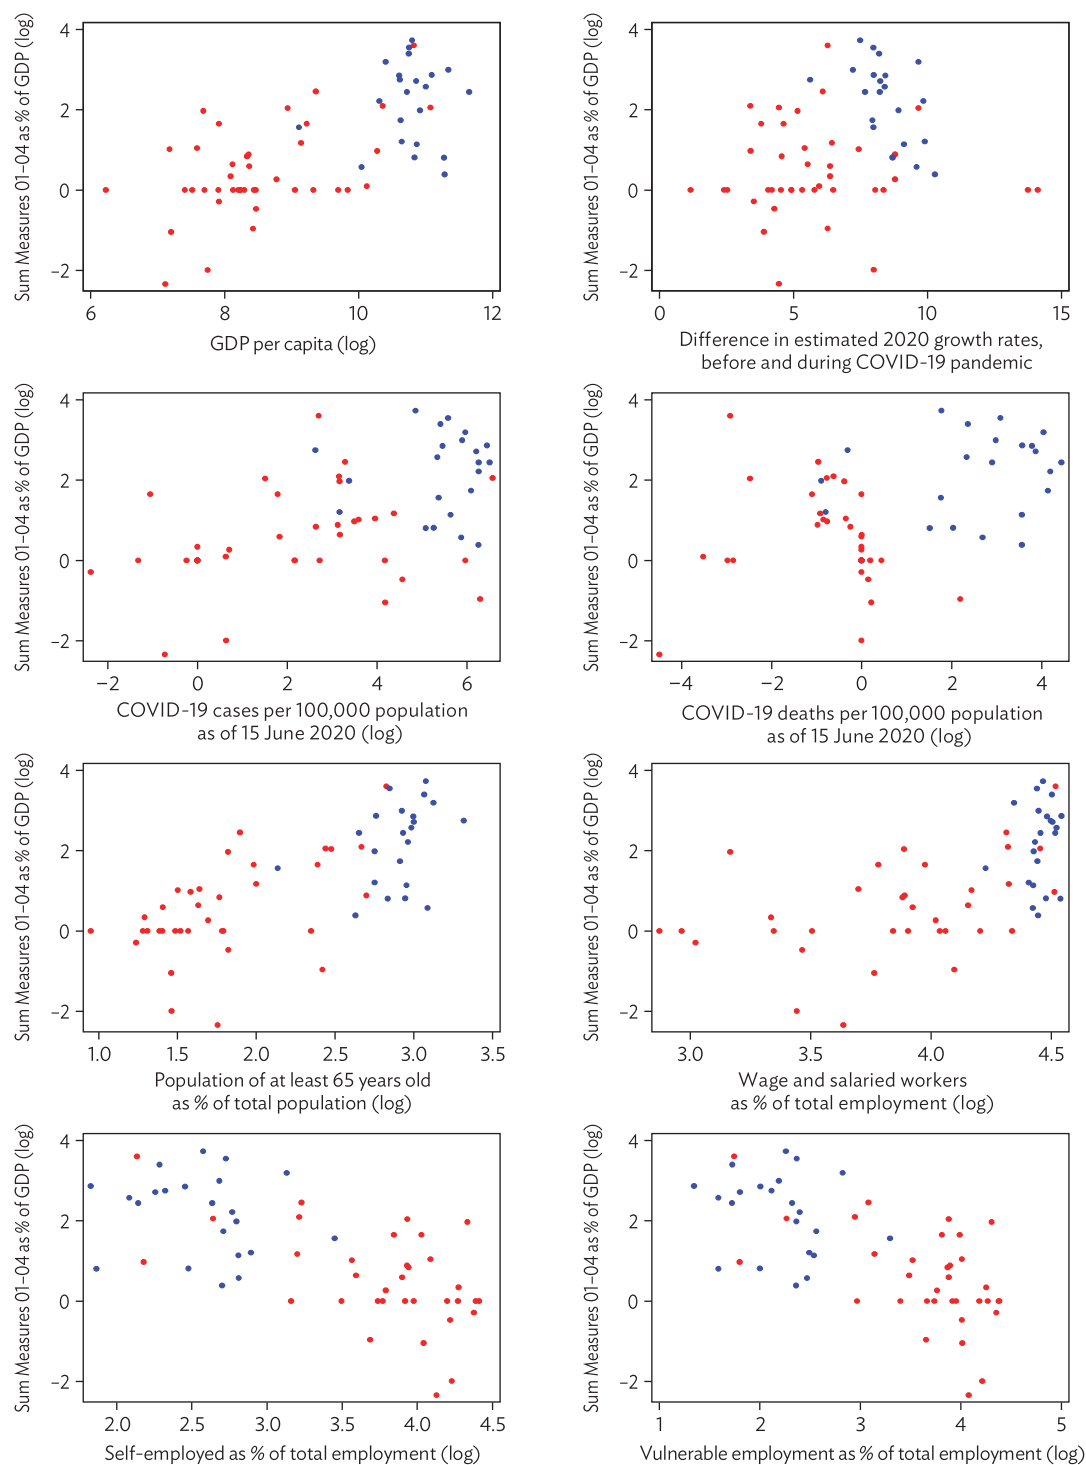 Sum Measures 01–04 as % of GDP (log)
4
2
0
−2
6 8 10 12
GDP per capita (log)
Sum Measures 01–04 as % of GDP (log)
4
2
0
−2
0 5 10 15
Difference in estimated 2020 growth rates,
before and during COVID-19 pandemic
Sum Measures 01–04 as % of GDP (log)
4
2
0
−2
−2 0 2 4 6
COVID-19 cases per 100,000 population
as of 15 June 2020 (log)
Sum Measures 01–04 as % of GDP (log)
4
2
0
−2
−4 −2 0 2 4
COVID-19 deaths per 100,000 population
as of 15 June 2020 (log)
Sum Measures 01–04 as % of GDP (log)
4
2
0
−2
1.0 1.5 2.0 2.5 3.0 3.5
Population of at least 65 years old
as % of total population (log)
Sum Measures 01–04 as % of GDP (log)
4
2
0
−2
3.0 3.5 4.0 4.5
Wage and salaried workers
as % of total employment (log)
Sum Measures 01–04 as % of GDP (log)
4
2
0
−2
2.0 2.5 3.0 3.5 4.0 4.5
Self-employed as % of total employment (log)
Sum Measures 01–04 as % of GDP (log)
4
2
0
−2
1 2 3 4 5
Vulnerable employment as % of total employment (log)